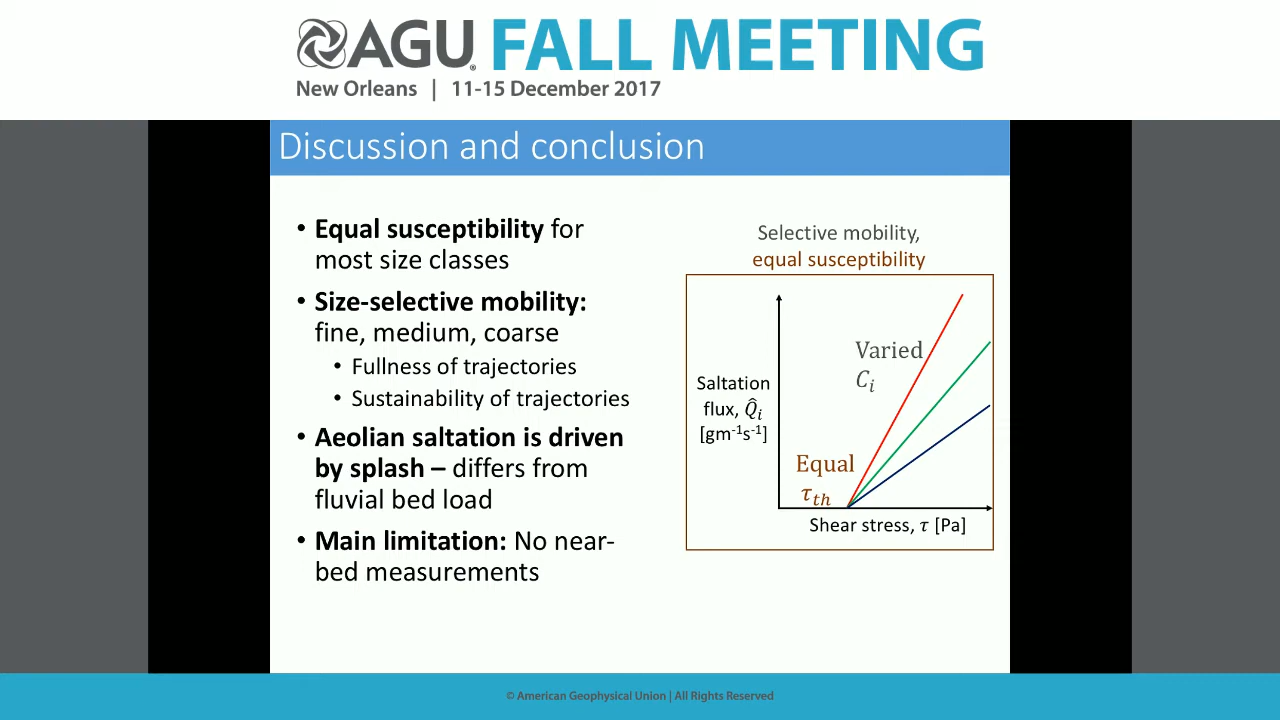 AGU FALL MEETING
New Orleans | 11-15 December 2017
Discussion and conclusion
• Equal susceptibility for
most size classes
• Size-selective mobility:
fine, medium, coarse
• Fullness of trajectories
• Sustainability of trajectories
• Aeolian saltation is driven
by splash – differs from
fluvial bed load
• Main limitation: No near-
bed measurements
Selective mobility,
equal susceptibility
Varied
Cᵢ
Saltation
flux, Q̂ᵢ
[gm⁻¹s⁻¹]
Equal
τₜₕ
Shear stress, τ [Pa]
© American Geophysical Union | All Rights Reserved